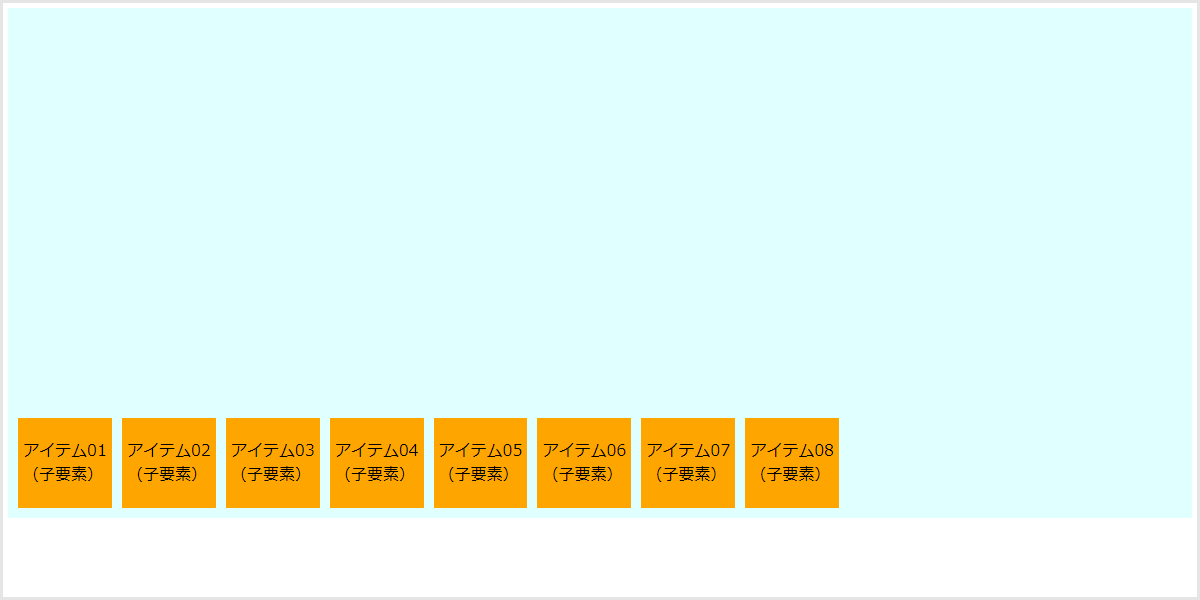 アイテム01
（子要素）
アイテム02
（子要素）
アイテム03
（子要素）
アイテム04
（子要素）
アイテム05
（子要素）
アイテム06
（子要素）
アイテム07
（子要素）
アイテム08
（子要素）